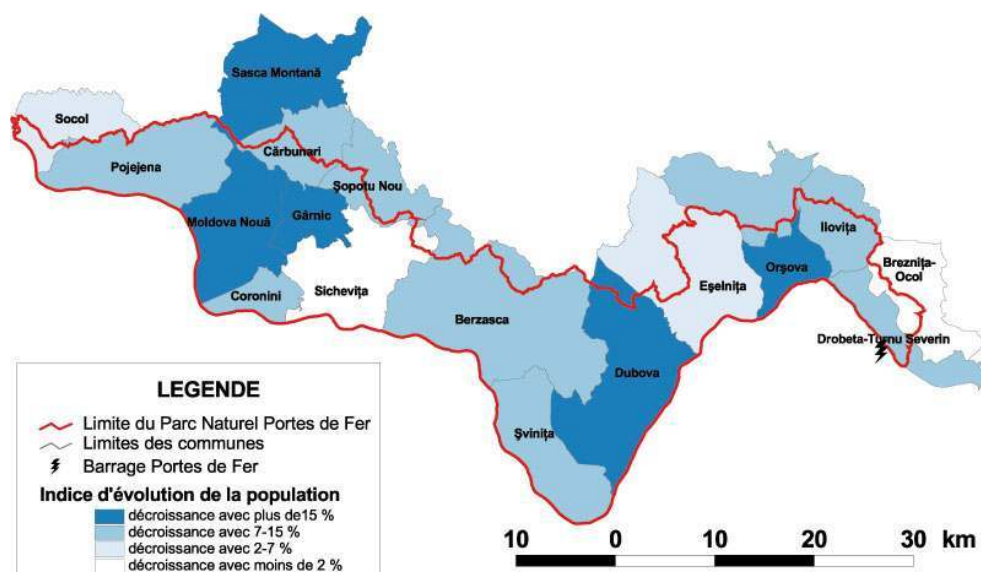 Sasca Montană
Socol
Cărbunari
Pojejena
Şopotu Nou
Moldova Nouă
Gârnic
Iloviţa
Orşova
Breznița-
Ocol
Eşelniţa
Coronini
Sicheviţa
Berzasca
Drobeta-Turnu Severin
Dubova
Şviniţa
LEGENDE
Limite du Parc Naturel Portes de Fer
Limites des communes
Barrage Portes de Fer
Indice d'évolution de la population
décroissance avec plus de15 %
décroissance avec 7-15 %
décroissance avec 2-7 %
décroissance avec moins de 2 %
10 0 10 20 30 km